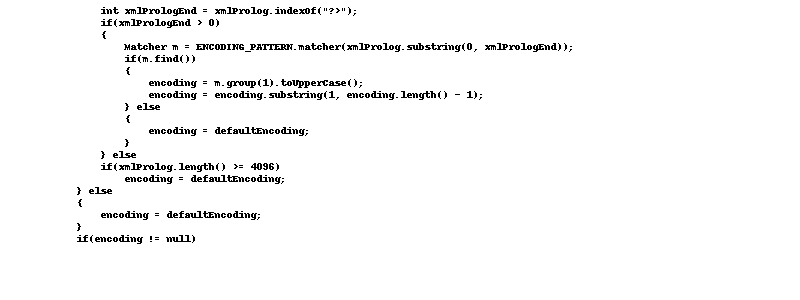 int xmlPrologEnd = xmlProlog.indexOf("?>");
if(xmlPrologEnd > 0)
{
Matcher m = ENCODING_PATTERN.matcher(xmlProlog.substring(0, xmlPrologEnd));
if(m.find())
{
encoding = m.group(1).toUpperCase();
encoding = encoding.substring(1, encoding.length() - 1);
} else
{
encoding = defaultEncoding;
}
} else
if(xmlProlog.length() >= 4096)
encoding = defaultEncoding;
} else
{
encoding = defaultEncoding;
}
if(encoding != null)